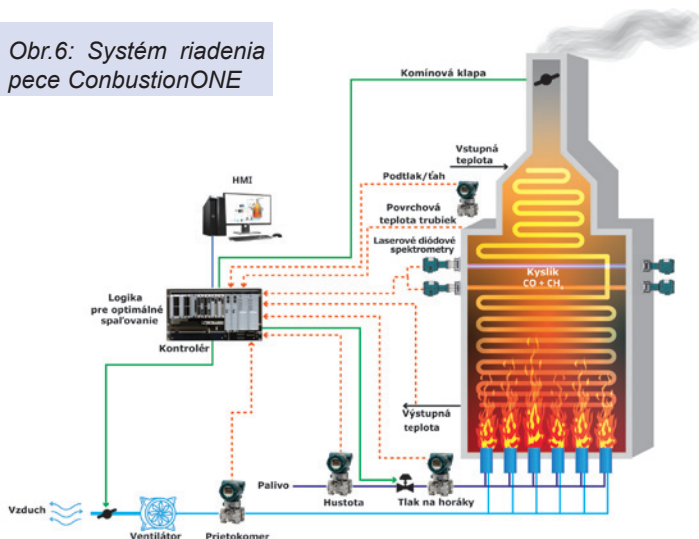 Obr.6: Systém riadenia
pece ConbustionONE
Komínová klapa
Vstupná
teplota
Podtlak/ťah
HMI
Povrchová
teplota trubiek
Laserové diódové
spektrometry
Kyslík
CO + CH₄
Logika
pre optimálné
spaľovanie
Kontrolér
Výstupná
teplota
Palivo
Hustota
Tlak na horáky
Vzduch
Ventilátor
Prietokomer